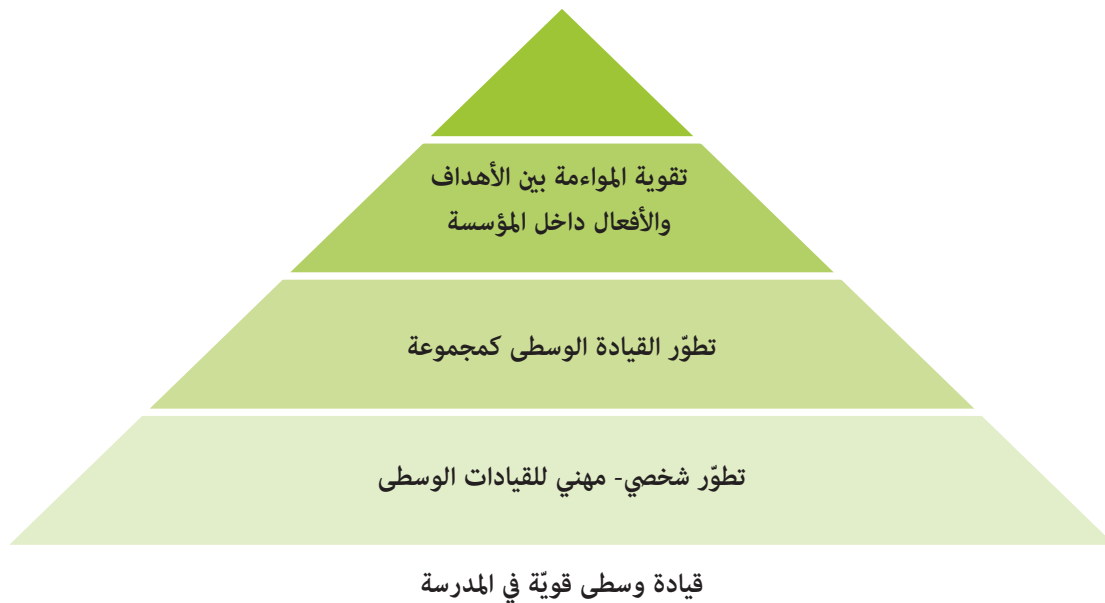 تقوية المواءمة بين الأهداف
والأفعال داخل المؤسسة
تطوّر القيادة الوسطى كمجموعة
تطوّر شخصي- مهني للقيادات الوسطى
قيادة وسطى قويّة في المدرسة